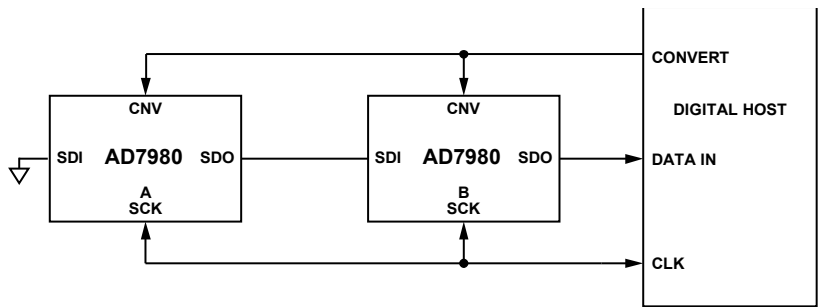 CONVERT
CNV
CNV
DIGITAL HOST
SDI AD7980 SDO
SDI AD7980 SDO
DATA IN
A
SCK
B
SCK
CLK